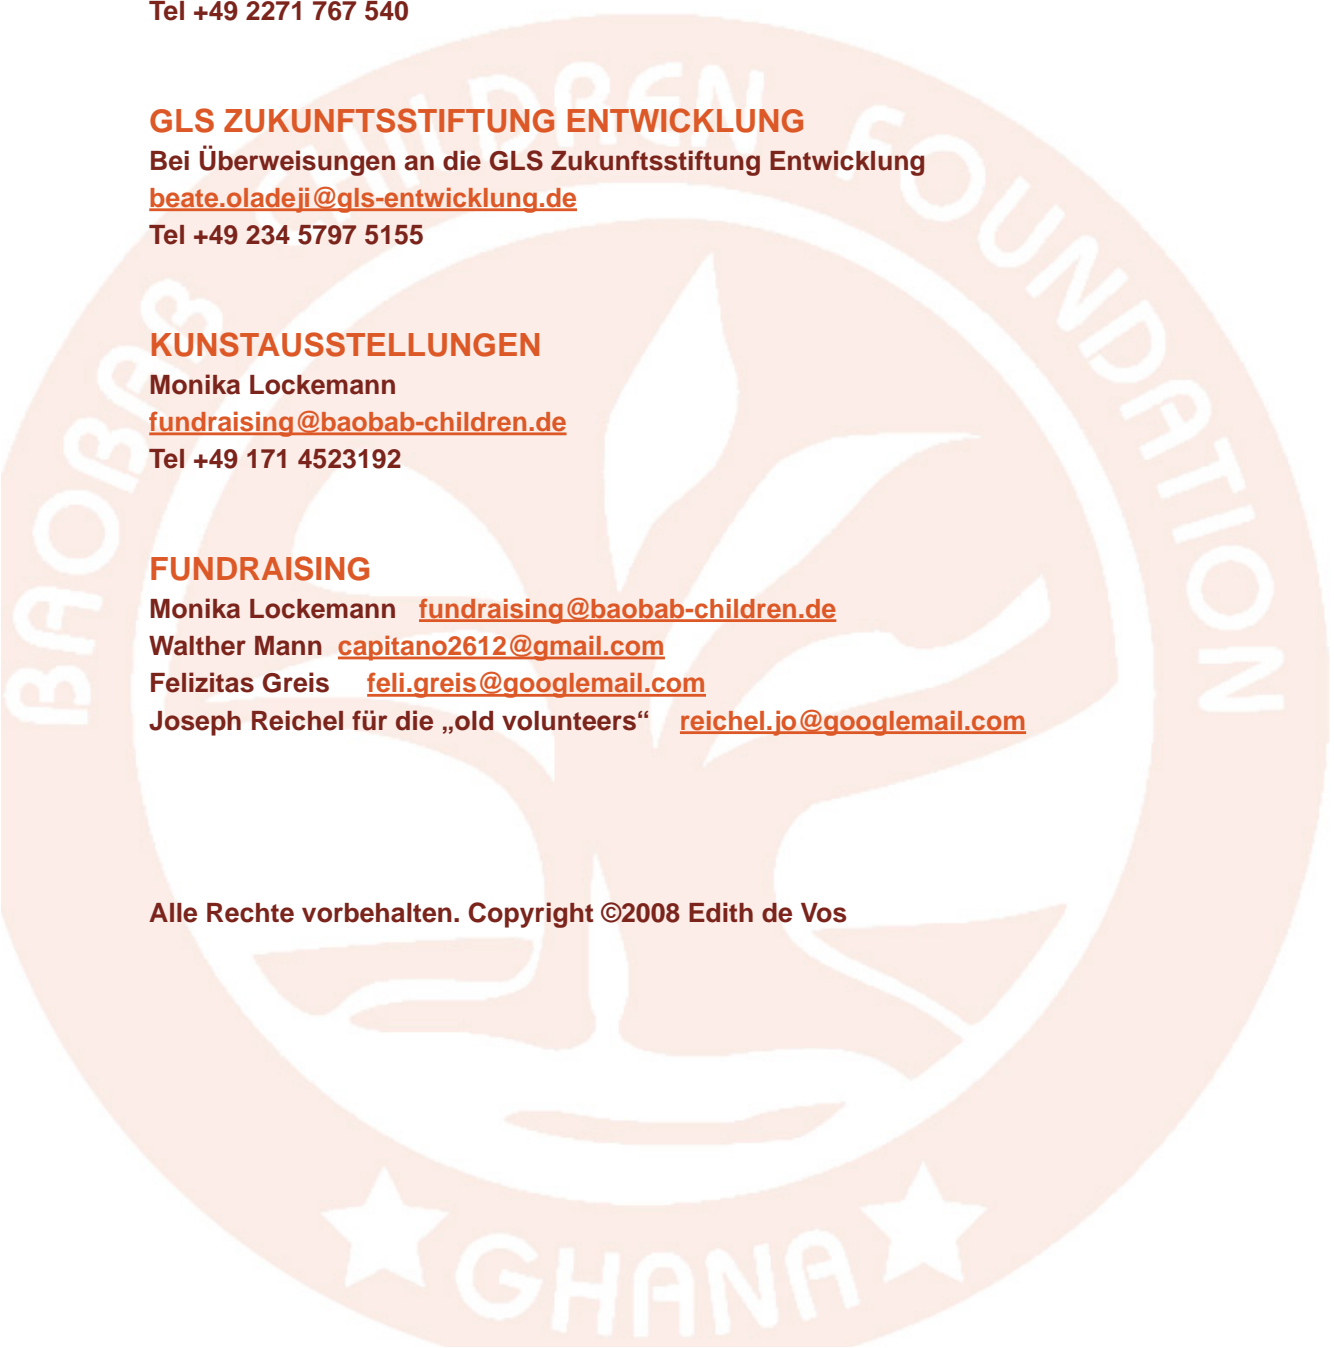 Tel +49 2271 767 540
GLS ZUKUNFTSSTIFTUNG ENTWICKLUNG
Bei Überweisungen an die GLS Zukunftsstiftung Entwicklung
beate.oladeji@gls-entwicklung.de
Tel +49 234 5797 5155
KUNSTAUSSTELLUNGEN
Monika Lockemann
fundraising@baobab-children.de
Tel +49 171 4523192
FUNDRAISING
Monika Lockemann fundraising@baobab-children.de
Walther Mann capitano2612@gmail.com
Felizitas Greis feli.greis@googlemail.com
Joseph Reichel für die „old volunteers“ reichel.jo@googlemail.com
Alle Rechte vorbehalten. Copyright ©2008 Edith de Vos
BAOBAB CHILDREN FOUNDATION
GHANA